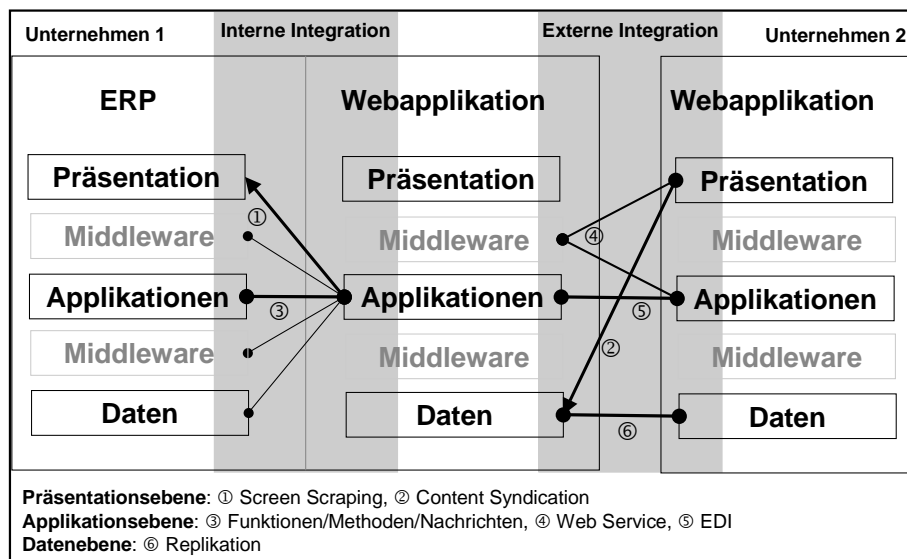 Unternehmen 1 Interne Integration Externe Integration Unternehmen 2
ERP Webapplikation Webapplikation
Präsentation Präsentation Präsentation
①
Middleware Middleware ④ Middleware
Applikationen Applikationen Applikationen
③ ⑤
Middleware Middleware ② Middleware
Daten Daten Daten
⑥
Präsentationsebene: ① Screen Scraping, ② Content Syndication
Applikationsebene: ③ Funktionen/Methoden/Nachrichten, ④ Web Service, ⑤ EDI
Datenebene: ⑥ Replikation